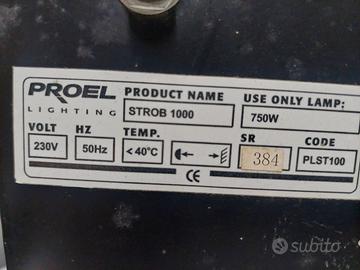 PROEL
LIGHTING
PRODUCT NAME
STROB 1000
USE ONLY LAMP:
750W
VOLT HZ TEMP. SR CODE
230V 50Hz <40°C 384 PLST100
CE
subito